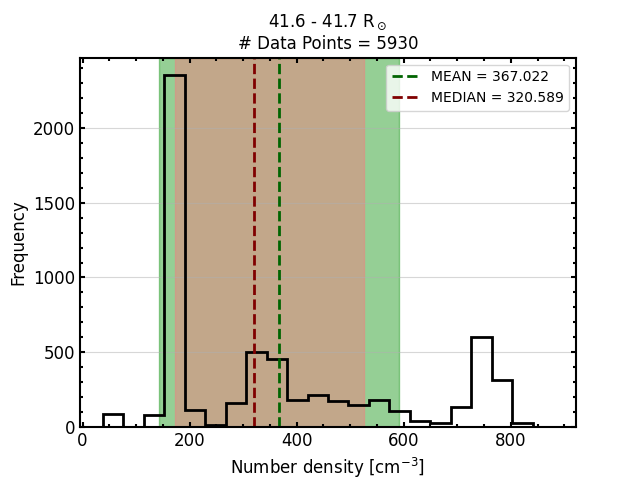 41.6 - 41.7 R⊙
# Data Points = 5930
MEAN = 367.022
MEDIAN = 320.589
Frequency
2000
1500
1000
500
0
0 200 400 600 800
Number density [cm⁻³]